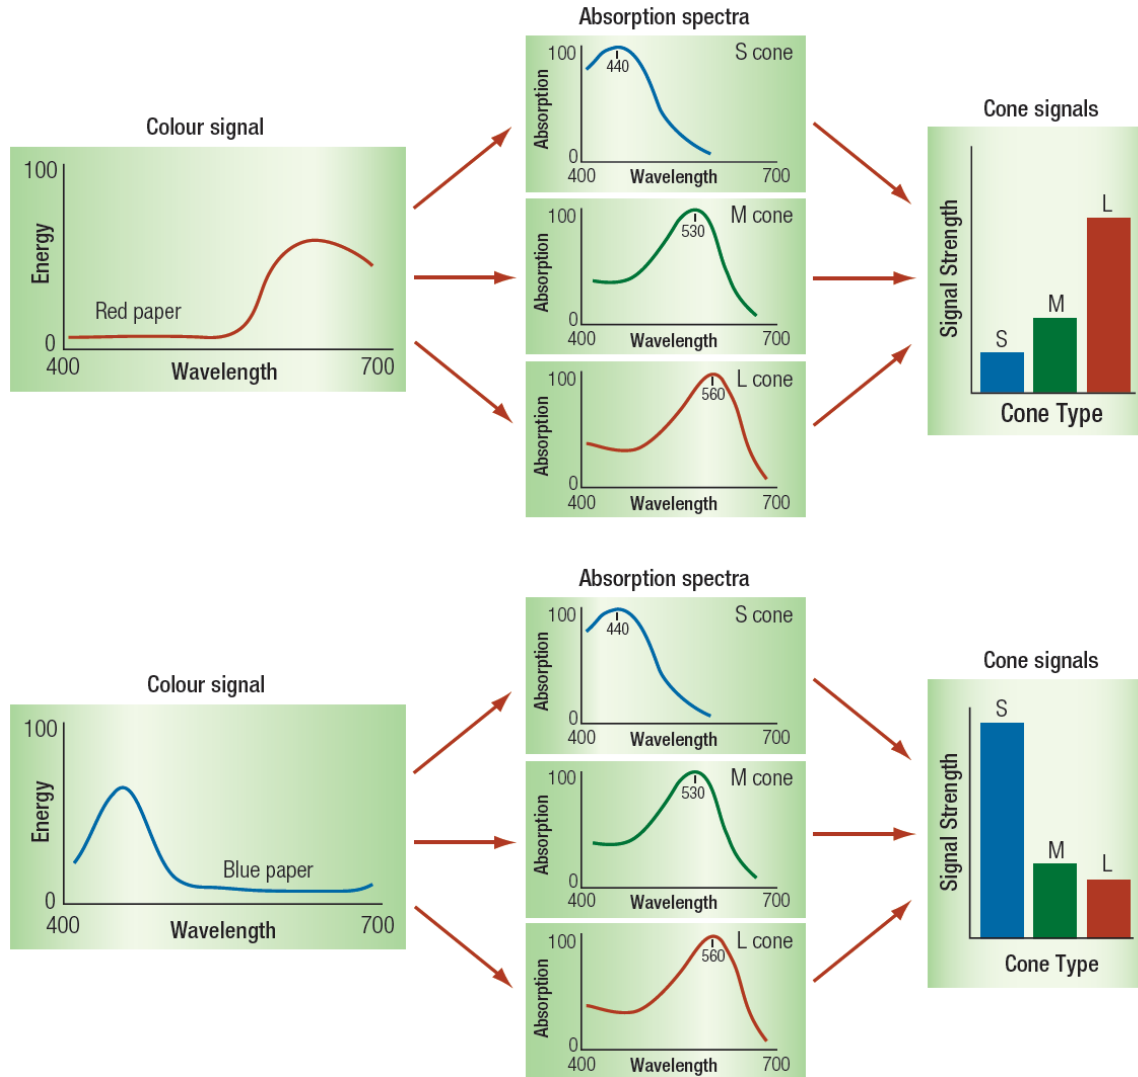 Absorption spectra
Colour signal
100
Energy
Red paper
0
400
Wavelength
700
100
Absorption
S cone
440
0
400
Wavelength
700
100
Absorption
M cone
530
0
400
Wavelength
700
100
Absorption
L cone
560
0
400
Wavelength
700
Cone signals
Signal Strength
S
M
L
Cone Type
Absorption spectra
Colour signal
100
Energy
Blue paper
0
400
Wavelength
700
100
Absorption
S cone
440
0
400
Wavelength
700
100
Absorption
M cone
530
0
400
Wavelength
700
100
Absorption
L cone
560
0
400
Wavelength
700
Cone signals
Signal Strength
S
M
L
Cone Type